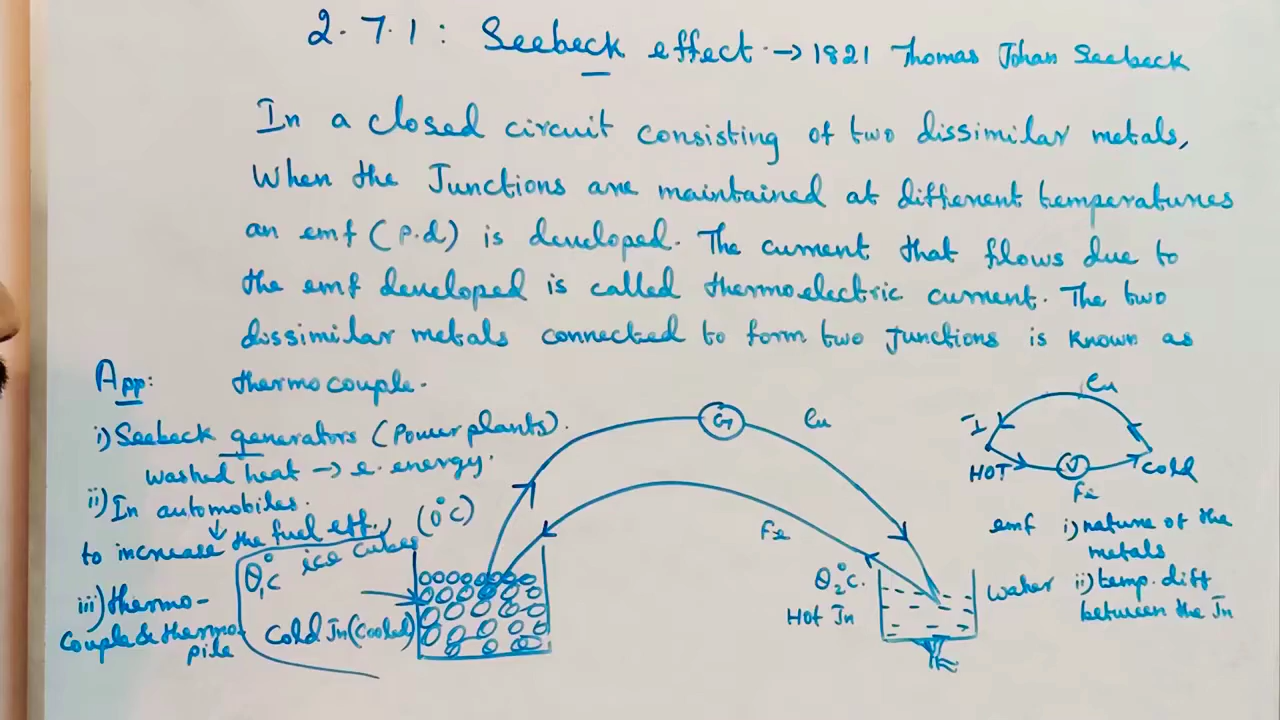 2.7.1: Seebeck effect → 1821 Thomas Johan Seebeck
In a closed circuit consisting of two dissimilar metals,
When the Junctions are maintained at different temperatures
an emf (p.d) is developed. The current that flows due to
the emf developed is called thermoelectric current. The two
dissimilar metals connected to form two Junctions is known as
thermocouple.
App:
i) Seebeck generators (Power plants).
washed heat → e. energy.
ii) In automobiles.
to increase the fuel eff.
iii) thermo-
couple & thermo-
pile
ice cubes (0°C)
θ₁°C
Cold Jn (Cooled)
G
Cu
Fe
θ₂°C.
Hot Jn
water
Cu
I
HOT
V
Cold
Fe
emf i) nature of the
metals
ii) temp. diff
between the Jn